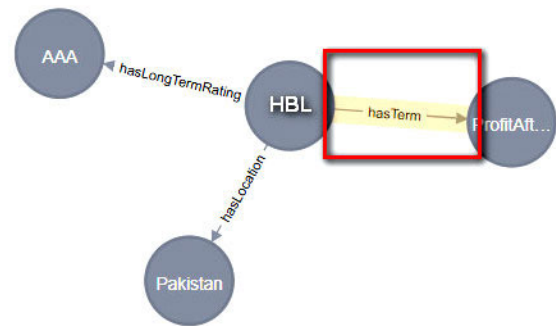 AAA
hasLongTermRating
HBL
hasTerm
ProfitAft...
hasLocation
Pakistan